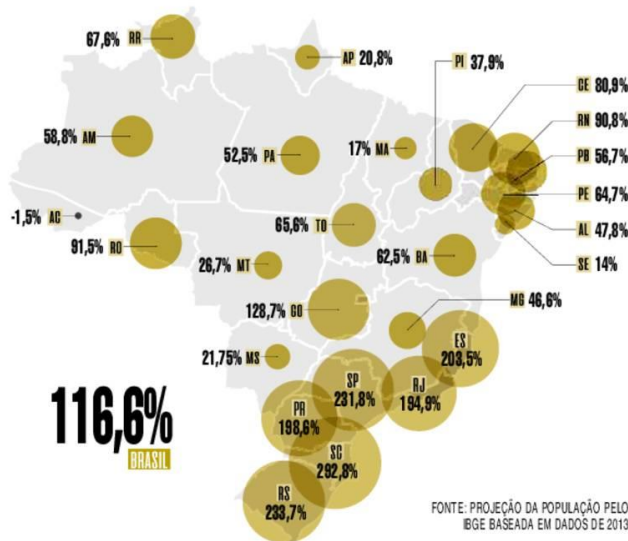 67,6% RR
AP 20,8%
PI 37,9%
CE 80,9%
RN 90,8%
58,8% AM
52,5% PA
17% MA
PB 56,7%
PE 64,7%
-1,5% AC
65,6% TO
AL 47,8%
91,5% RO
26,7% MT
62,5% BA
SE 14%
128,7% GO
MG 46,6%
ES
203,5%
21,75% MS
SP
231,8%
RJ
194,9%
PR
198,6%
116,6%
BRASIL
SC
292,8%
RS
233,7%
FONTE: PROJEÇÃO DA POPULAÇÃO PELO
IBGE BASEADA EM DADOS DE 2013